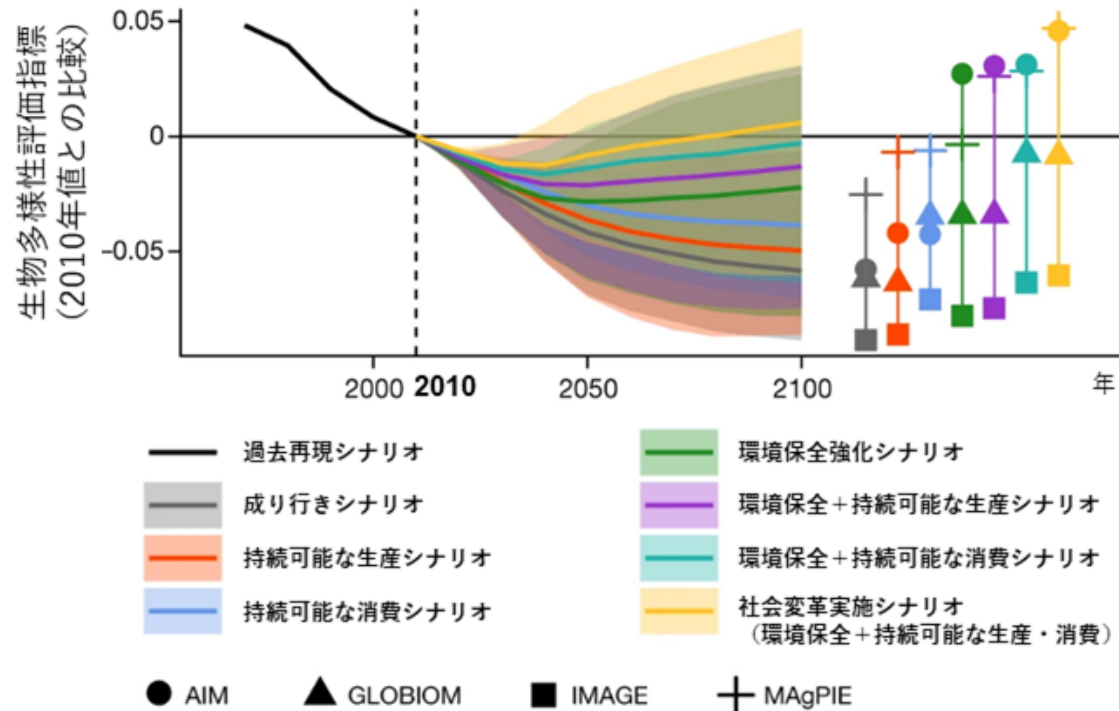 生物多様性評価指標
（2010年値との比較）
0.05
0
−0.05
2000
2010
2050
2100
年
過去再現シナリオ
成り行きシナリオ
持続可能な生産シナリオ
持続可能な消費シナリオ
環境保全強化シナリオ
環境保全＋持続可能な生産シナリオ
環境保全＋持続可能な消費シナリオ
社会変革実施シナリオ
（環境保全＋持続可能な生産・消費）
AIM
GLOBIOM
IMAGE
MAgPIE